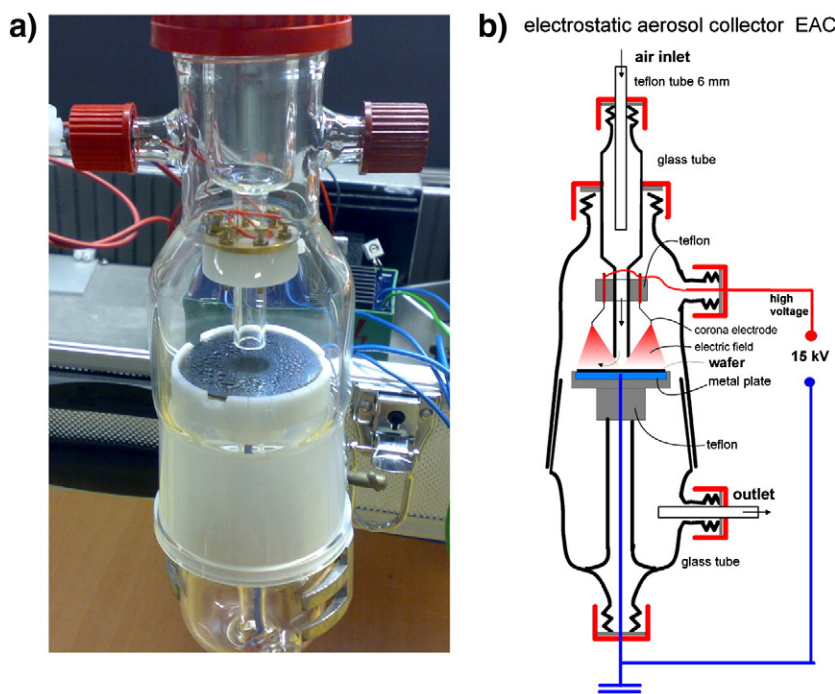 a)
b) electrostatic aerosol collector EAC
air inlet
teflon tube 6 mm
glass tube
teflon
high
voltage
corona electrode
electric field
15 kV
wafer
metal plate
teflon
outlet
glass tube